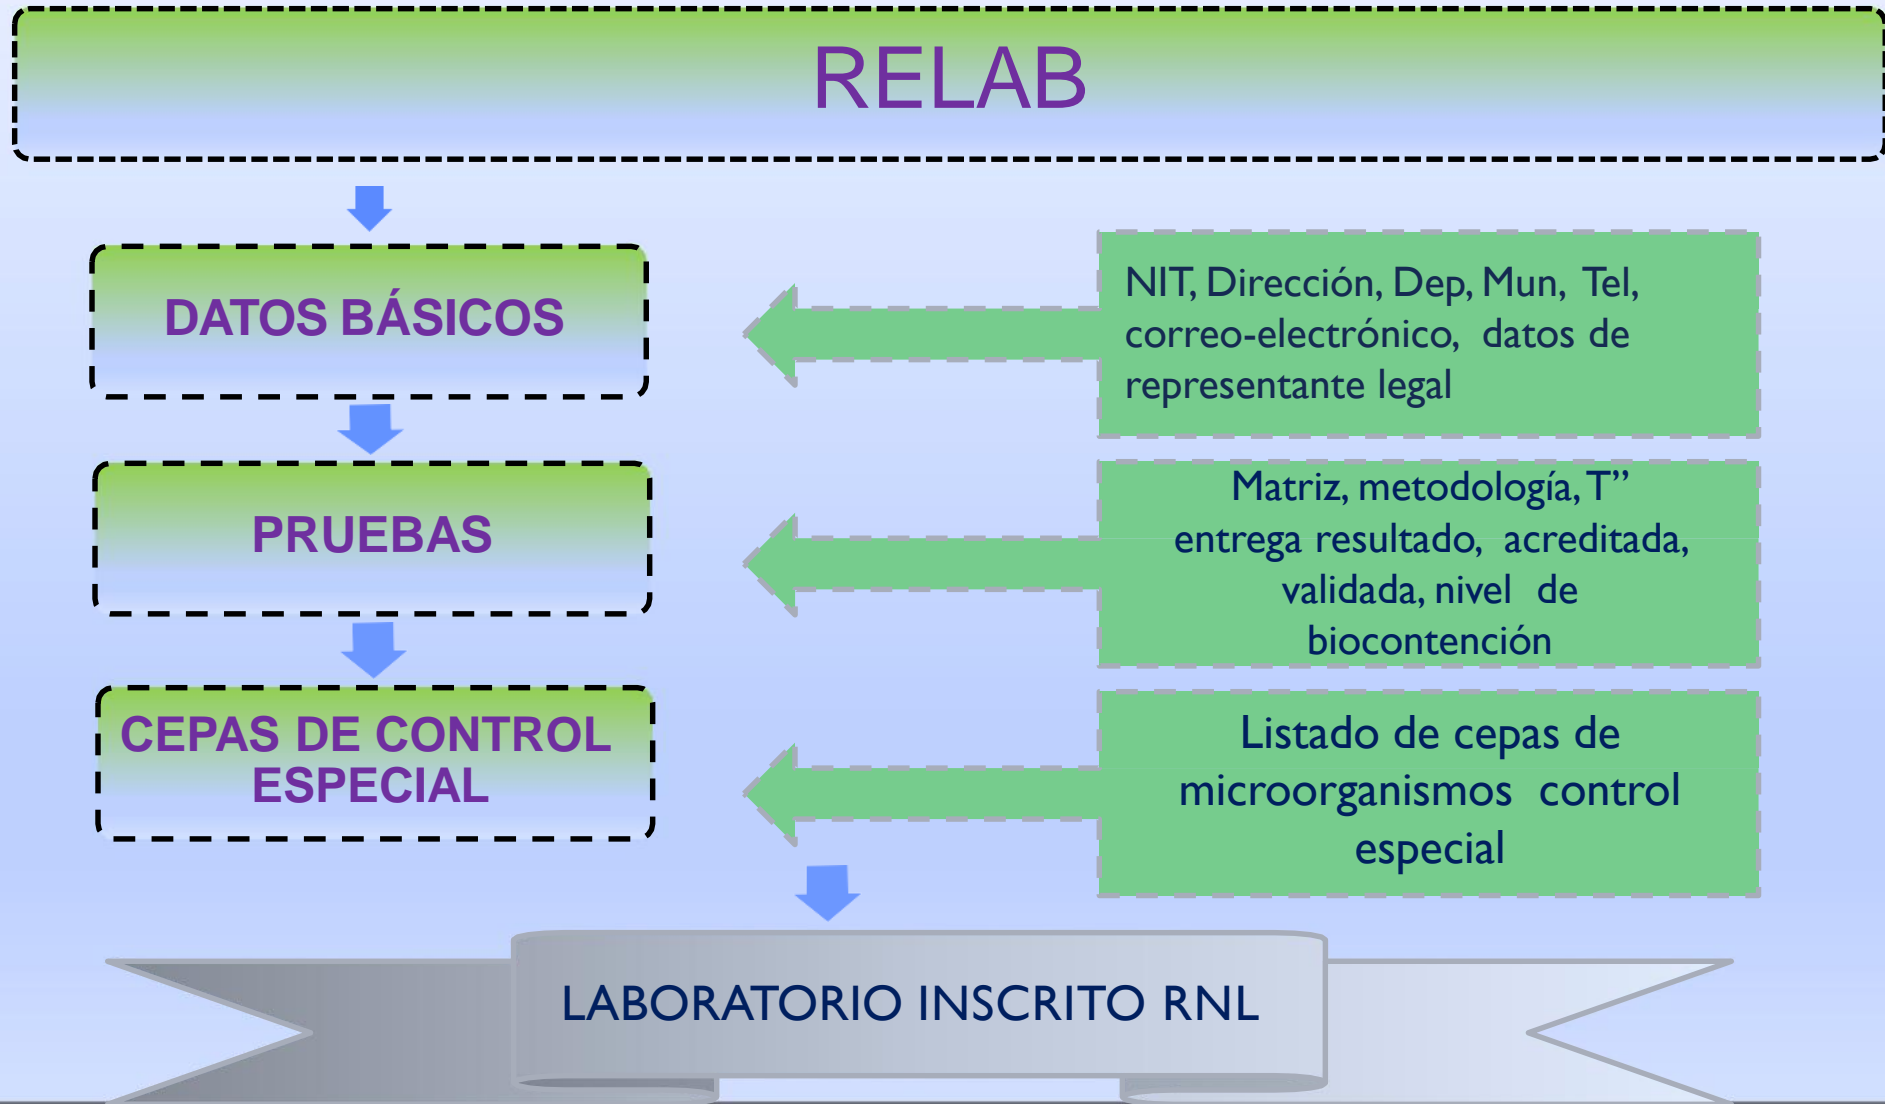 RELAB
DATOS BÁSICOS
NIT, Dirección, Dep, Mun, Tel,
correo-electrónico, datos de
representante legal
PRUEBAS
Matriz, metodología, T”
entrega resultado, acreditada,
validada, nivel de
biocontención
CEPAS DE CONTROL
ESPECIAL
Listado de cepas de
microorganismos control
especial
LABORATORIO INSCRITO RNL